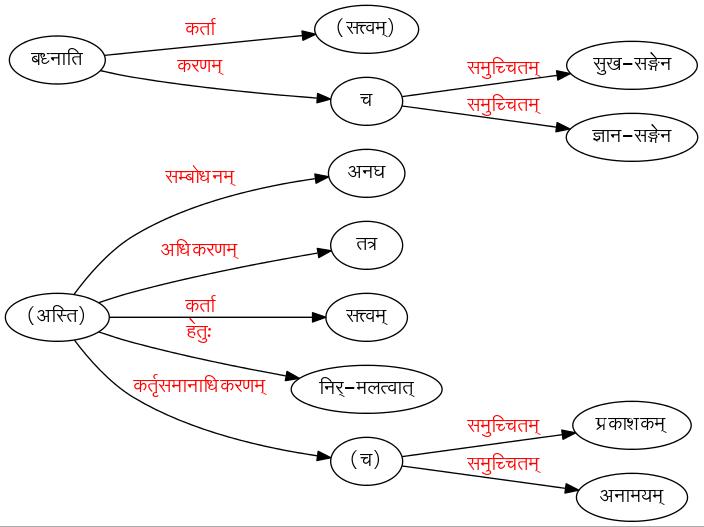 कर्ता
(सत्त्वम्)
बध्नाति
करणम्
समुच्चितम्
सुख-सङ्गेन
च
समुच्चितम्
ज्ञान-सङ्गेन
सम्बोधनम्
अनघ
अधिकरणम्
तत्र
(अस्ति)
कर्ता
सत्त्वम्
हेतुः
निर्-मलत्वात्
कर्तृसमानाधिकरणम्
समुच्चितम्
प्रकाशकम्
(च)
समुच्चितम्
अनामयम्